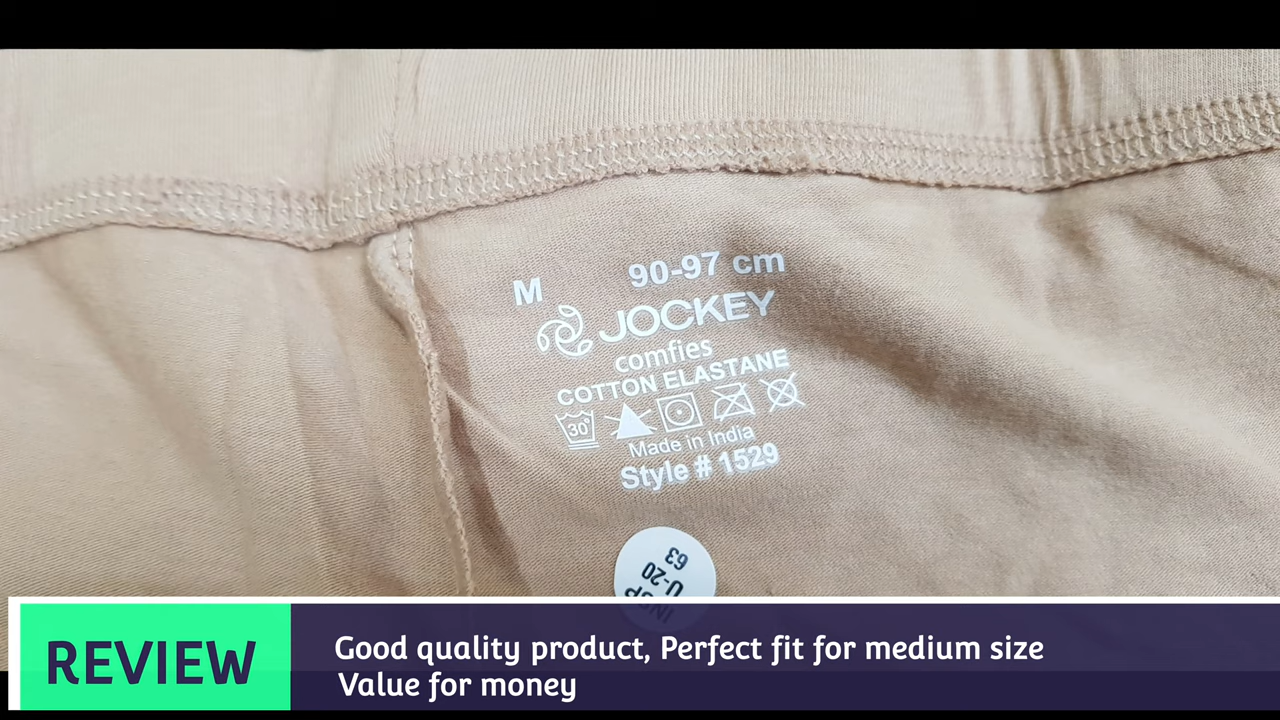 M 90-97 cm
JOCKEY
comfies
COTTON ELASTANE
30°
Made in India
Style # 1529
INSP
U-20
63
REVIEW
Good quality product, Perfect fit for medium size
Value for money